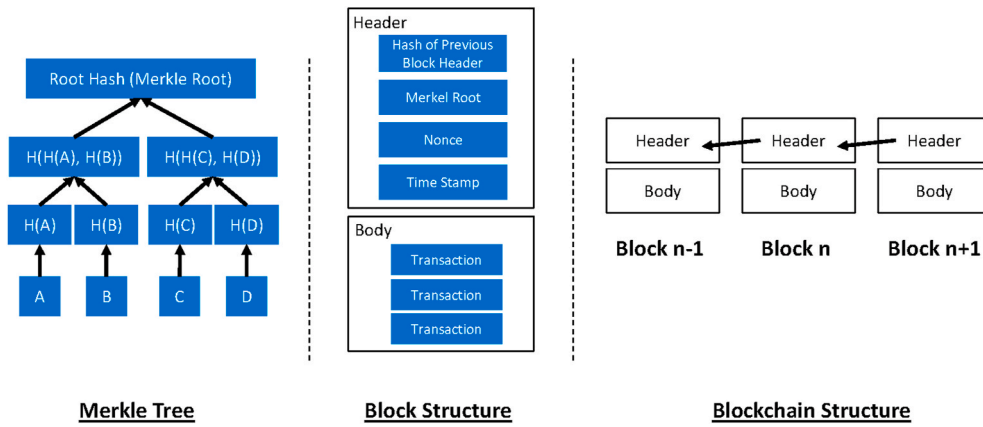 Root Hash (Merkle Root)
H(H(A), H(B))
H(H(C), H(D))
H(A)
H(B)
H(C)
H(D)
A
B
C
D
Merkle Tree
Header
Hash of Previous
Block Header
Merkel Root
Nonce
Time Stamp
Body
Transaction
Transaction
Transaction
Block Structure
Header
Header
Header
Body
Body
Body
Block n-1
Block n
Block n+1
Blockchain Structure